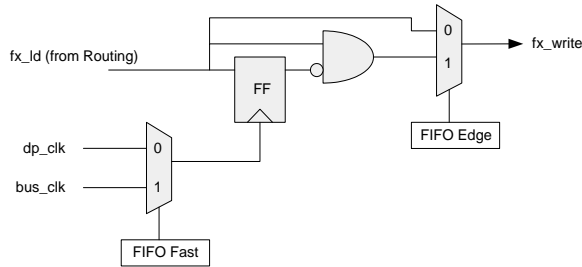 0
fx_ld (from Routing)
fx_write
1
FF
FIFO Edge
dp_clk
0
bus_clk
1
FIFO Fast